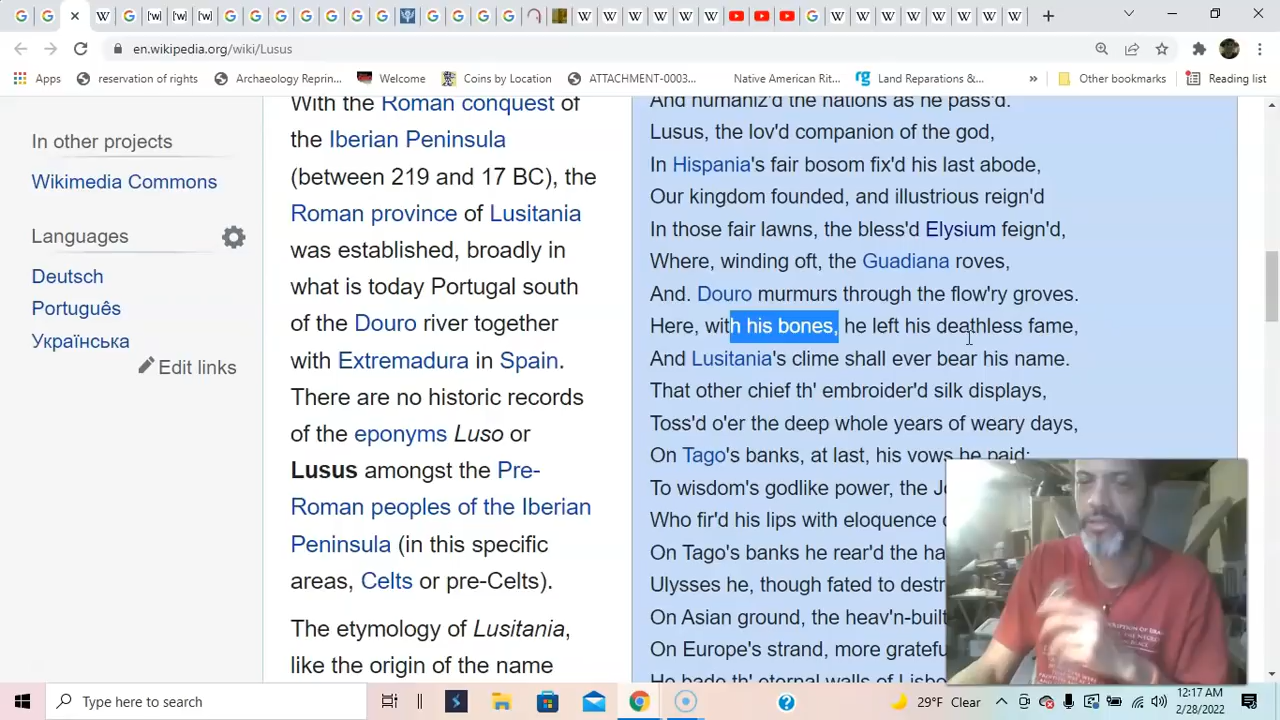 en.wikipedia.org/wiki/Lusus
Apps
reservation of rights
Archaeology Reprin...
Welcome
Coins by Location
ATTACHMENT-0003...
Native American Rit...
Land Reparations &...
»
Other bookmarks
Reading list
In other projects
Wikimedia Commons
Languages
Deutsch
Português
Українська
Edit links
With the Roman conquest of
the Iberian Peninsula
(between 219 and 17 BC), the
Roman province of Lusitania
was established, broadly in
what is today Portugal south
of the Douro river together
with Extremadura in Spain.
There are no historic records
of the eponyms Luso or
Lusus amongst the Pre-
Roman peoples of the Iberian
Peninsula (in this specific
areas, Celts or pre-Celts).
The etymology of Lusitania,
like the origin of the name
And humaniz'd the nations as he pass'd.
Lusus, the lov'd companion of the god,
In Hispania's fair bosom fix'd his last abode,
Our kingdom founded, and illustrious reign'd
In those fair lawns, the bless'd Elysium feign'd,
Where, winding oft, the Guadiana roves,
And. Douro murmurs through the flow'ry groves.
Here, with his bones, he left his deathless fame,
And Lusitania's clime shall ever bear his name.
That other chief th' embroider'd silk displays,
Toss'd o'er the deep whole years of weary days,
On Tago's banks, at last, his vows he paid:
To wisdom's godlike power, the
Who fir'd his lips with eloquence
On Tago's banks he rear'd the
Ulysses he, though fated to
On Asian ground, the heav'n-built
On Europe's strand, more
He bade th' eternal walls of
Type here to search
29°F Clear
12:17 AM
2/28/2022